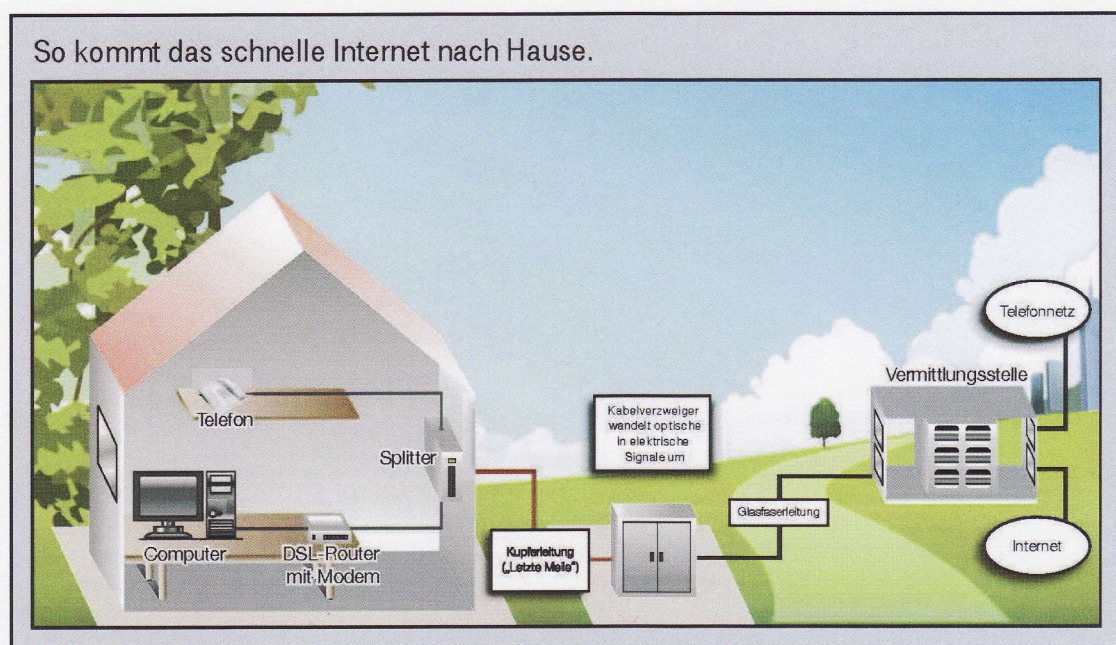 So kommt das schnelle Internet nach Hause.
Telefonnetz
Vermittlungsstelle
Kabelverzweiger
wandelt optische
in elektrische
Signale um
Telefon
Splitter
Glasfaserleitung
Computer
DSL-Router
mit Modem
Kupferleitung
(„Letzte Meile“)
Internet